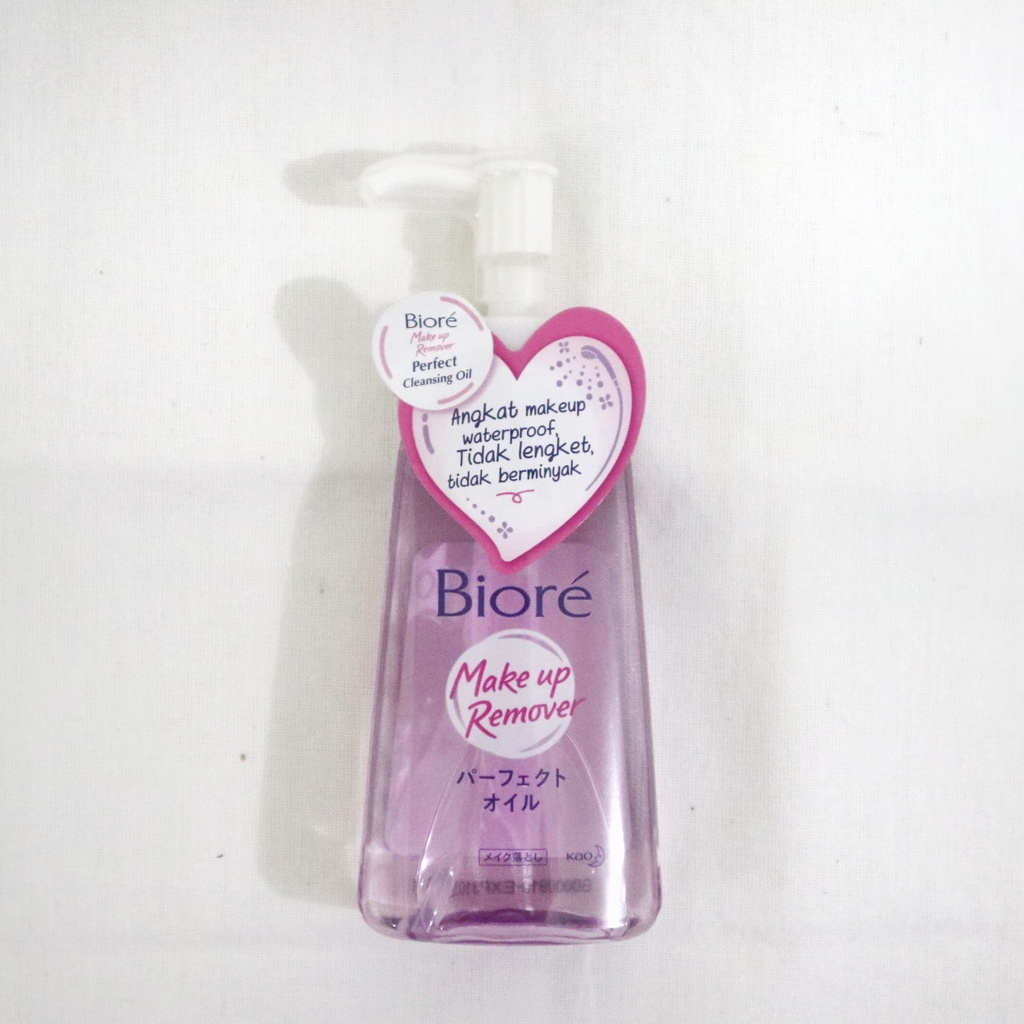 Bioré
Make up
Remover
Perfect
Cleansing Oil
Angkat makeup
waterproof,
Tidak lengket,
tidak berminyak
Bioré
Make up
Remover
パーフェクト
オイル
メイク落とし
Kao